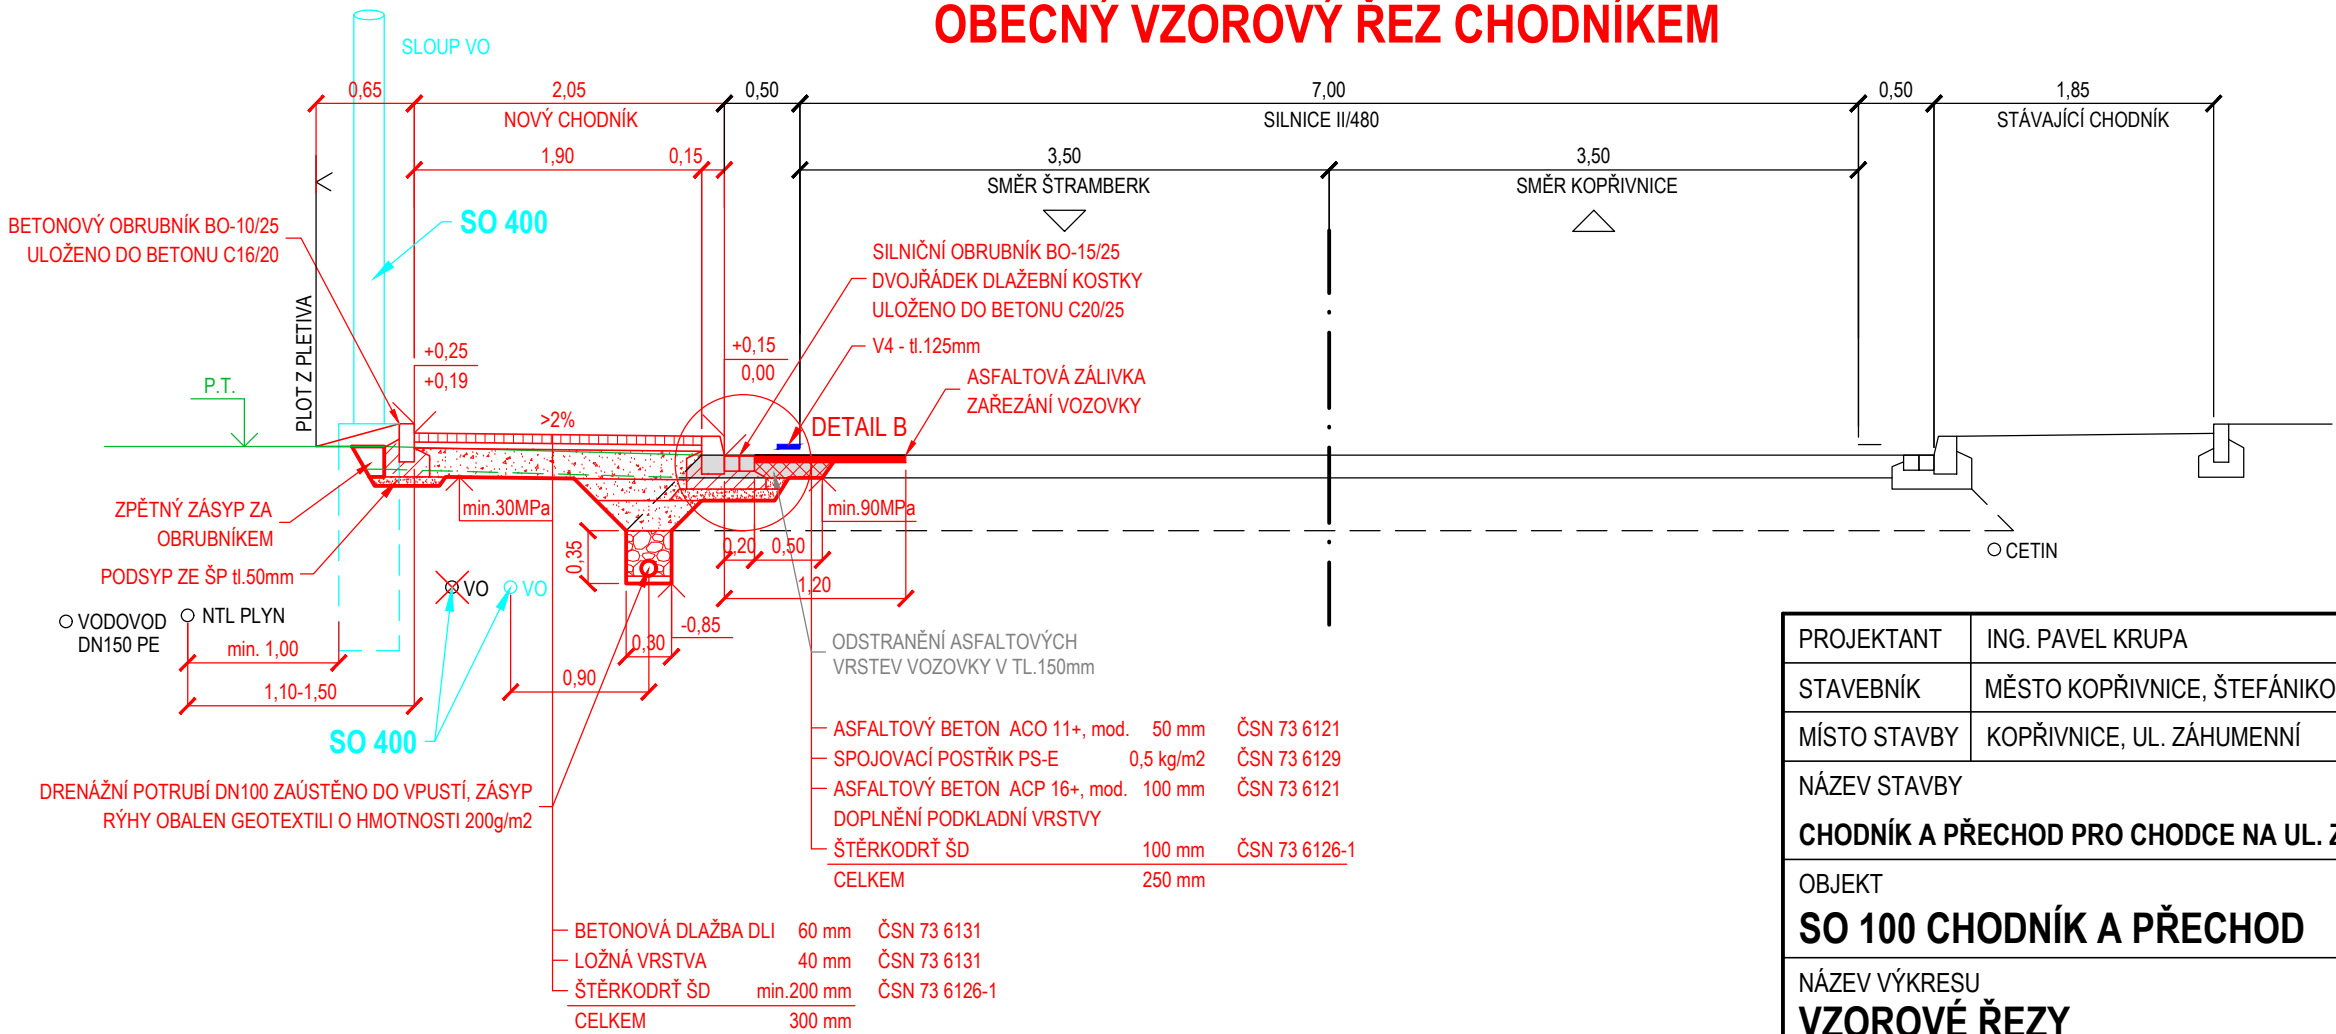 OBECNÝ VZOROVÝ ŘEZ CHODNÍKEM
SLOUP VO
0,65
2,05
0,50
7,00
0,50
1,85
NOVÝ CHODNÍK
SILNICE II/480
STÁVAJÍCÍ CHODNÍK
1,90
0,15
3,50
3,50
SMĚR ŠTRAMBERK
SMĚR KOPŘIVNICE
BETONOVÝ OBRUBNÍK BO-10/25
ULOŽENO DO BETONU C16/20
SO 400
SILNIČNÍ OBRUBNÍK BO-15/25
DVOJŘÁDEK DLAŽEBNÍ KOSTKY
ULOŽENO DO BETONU C20/25
PLOT Z PLETIVA
+0,25
+0,19
+0,15
0,00
V4 - tl.125mm
ASFALTOVÁ ZÁLIVKA
ZAŘEZÁNÍ VOZOVKY
P.T.
>2%
DETAIL B
ZPĚTNÝ ZÁSYP ZA
OBRUBNÍKEM
min.30MPa
min.90MPa
0,35
0,20
0,50
CETIN
PODSYP ZE ŠP tl.50mm
VO
VO
1,20
VODOVOD
DN150 PE
NTL PLYN
min. 1,00
-0,85
0,30
ODSTRANĚNÍ ASFALTOVÝCH
VRSTEV VOZOVKY V TL.150mm
1,10-1,50
0,90
SO 400
ASFALTOVÝ BETON ACO 11+, mod. 50 mm ČSN 73 6121
SPOJOVACÍ POSTŘIK PS-E 0,5 kg/m2 ČSN 73 6129
ASFALTOVÝ BETON ACP 16+, mod. 100 mm ČSN 73 6121
DOPLNĚNÍ PODKLADNÍ VRSTVY
ŠTĚRKODRŤ ŠD 100 mm ČSN 73 6126-1
CELKEM 250 mm
DRENÁŽNÍ POTRUBÍ DN100 ZAÚSTĚNO DO VPUSTÍ, ZÁSYP
RÝHY OBALEN GEOTEXTILI O HMOTNOSTI 200g/m2
BETONOVÁ DLAŽBA DLI 60 mm ČSN 73 6131
LOŽNÁ VRSTVA 40 mm ČSN 73 6131
ŠTĚRKODRŤ ŠD min.200 mm ČSN 73 6126-1
CELKEM 300 mm
PROJEKTANT ING. PAVEL KRUPA
STAVEBNÍK MĚSTO KOPŘIVNICE, ŠTEFÁNIKO
MÍSTO STAVBY KOPŘIVNICE, UL. ZÁHUMENNÍ
NÁZEV STAVBY
CHODNÍK A PŘECHOD PRO CHODCE NA UL. Z
OBJEKT
SO 100 CHODNÍK A PŘECHOD
NÁZEV VÝKRESU
VZOROVÉ ŘEZY